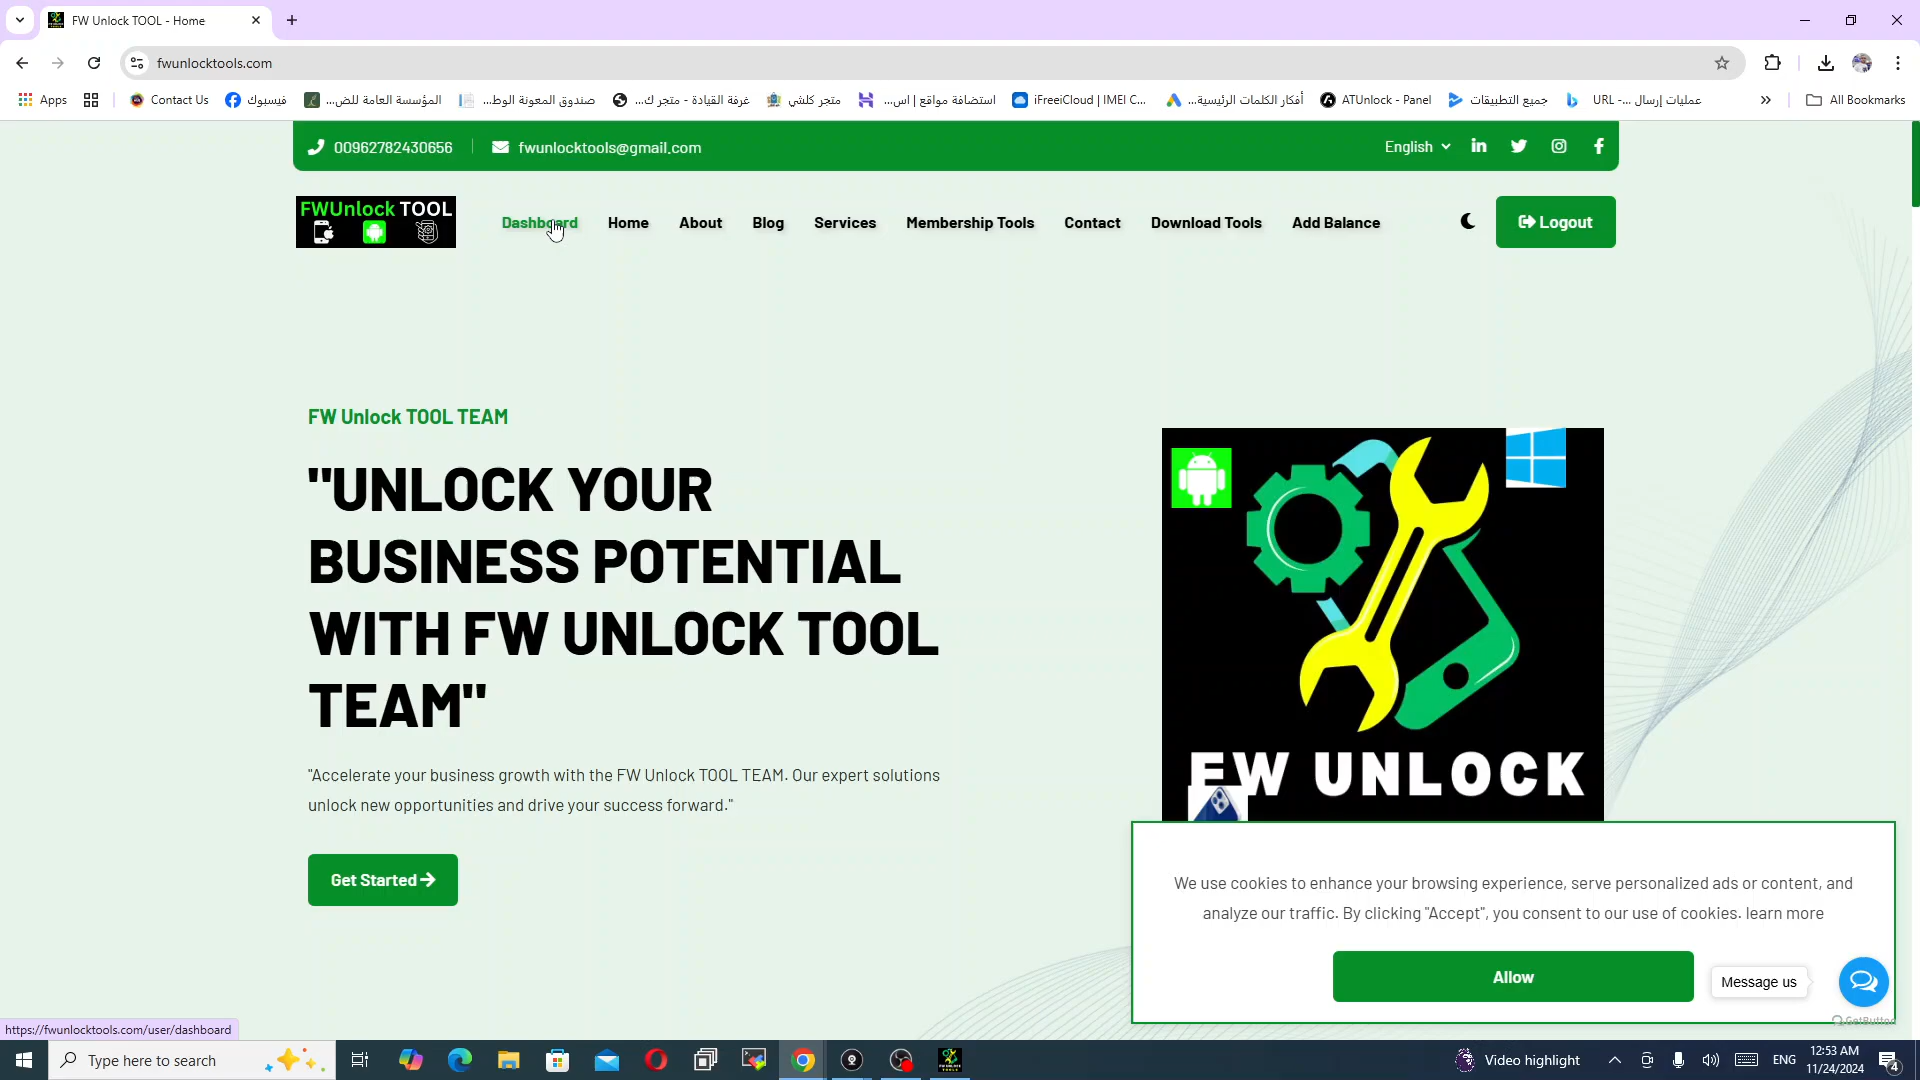 FW Unlock TOOL - Home
fwunlocktools.com
Apps
Contact Us
فيسبوك
المؤسسة العامة للض...
صندوق المعونة الوط...
غرفة القيادة - متجر ك...
متجر كلشي
استضافة مواقع | اس...
iFreeiCloud | IMEI C...
أفكار الكلمات الرئيسية...
ATUnlock - Panel
جميع التطبيقات
عمليات إرسال URL -...
All Bookmarks
00962782430656
fwunlocktools@gmail.com
English
FWUnlock TOOL
Dashboard
Home
About
Blog
Services
Membership Tools
Contact
Download Tools
Add Balance
Logout
FW Unlock TOOL TEAM
"UNLOCK YOUR
BUSINESS POTENTIAL
WITH FW UNLOCK TOOL
TEAM"
"Accelerate your business growth with the FW Unlock TOOL TEAM. Our expert solutions
unlock new opportunities and drive your success forward."
Get Started
FW UNLOCK
We use cookies to enhance your browsing experience, serve personalized ads or content, and
analyze our traffic. By clicking "Accept", you consent to our use of cookies. learn more
Allow
Message us
GetButton
https://fwunlocktools.com/user/dashboard
Type here to search
Video highlight
ENG
12:53 AM
11/24/2024
4